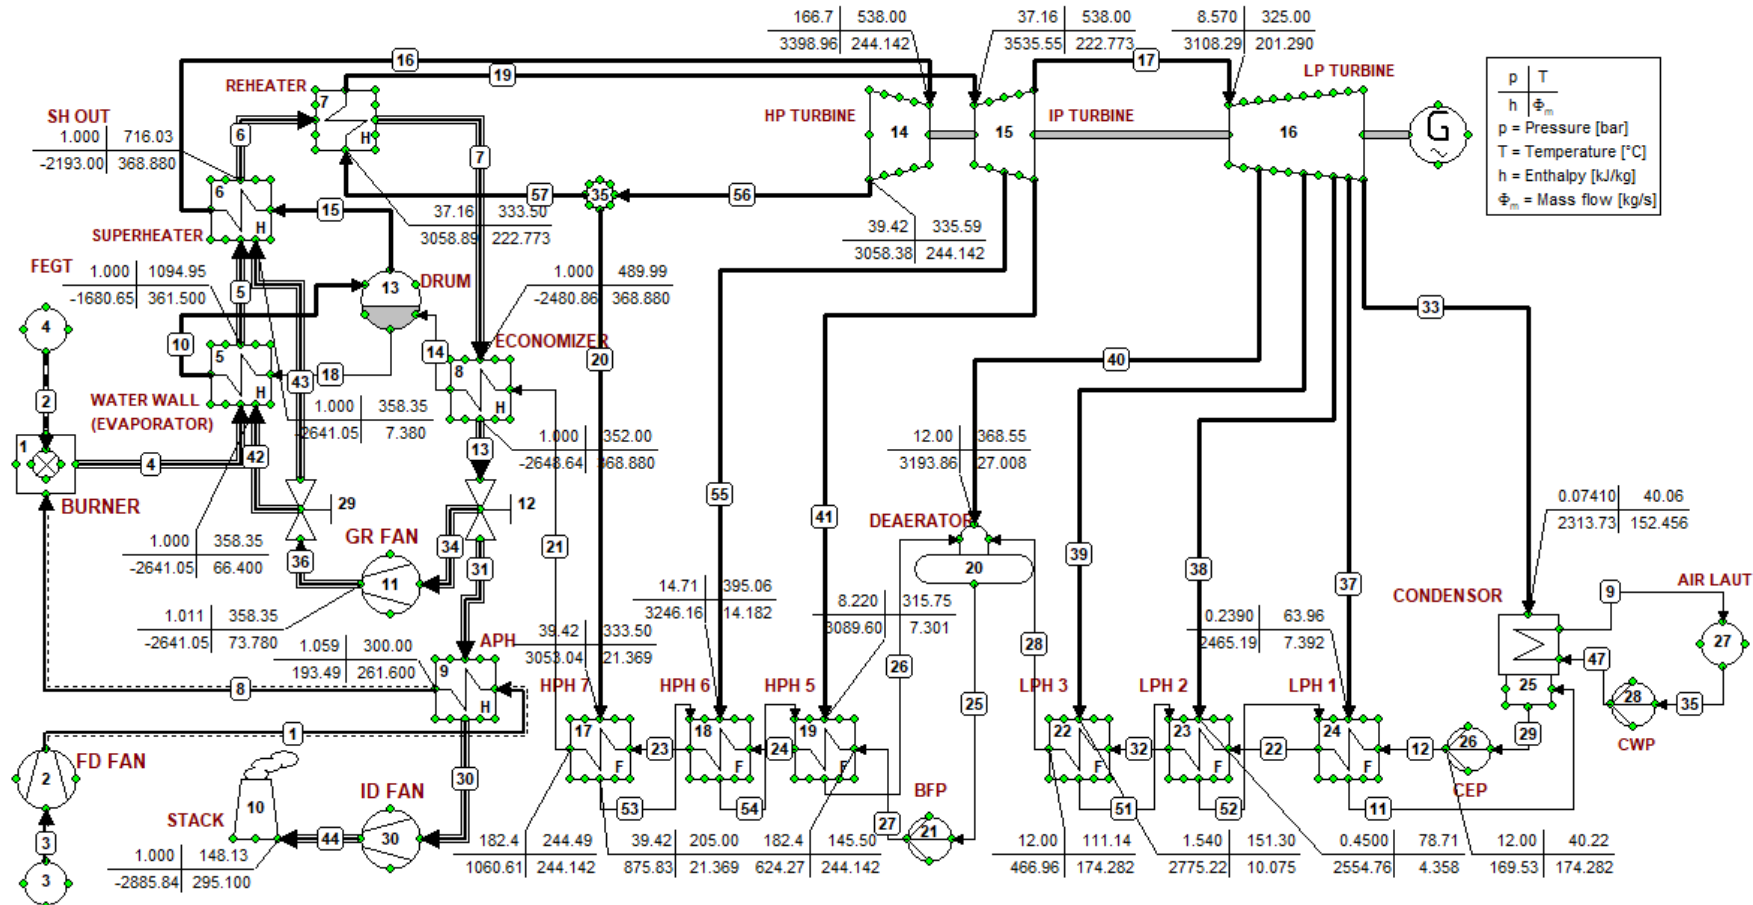 166.7 538.00
3398.96 244.142
37.16 538.00
3535.55 222.773
8.570 325.00
3108.29 201.290
16
19
17
REHEATER
7
H
HP TURBINE
14
15
IP TURBINE
LP TURBINE
16
G
p T
h Φm
p = Pressure [bar]
T = Temperature [°C]
h = Enthalpy [kJ/kg]
Φm = Mass flow [kg/s]
SH OUT
1.000 716.03
-2193.00 368.880
6
7
6
H
15
SUPERHEATER
57
35
56
37.16 333.50
3058.89 222.773
39.42 335.59
3058.38 244.142
FEGT
1.000 1094.95
-1680.65 361.500
5
13
DRUM
1.000 489.99
-2480.86 368.880
4
10
5
H
18
43
14
ECONOMIZER
8
H
20
40
33
2
WATER WALL
(EVAPORATOR)
1.000 358.35
-2641.05 7.380
1
4
42
BURNER
13
1.000 352.00
-2648.64 368.880
29
12
12.00 368.55
3193.86 27.008
0.07410 40.06
2313.73 152.456
55
41
DEAERATOR
20
39
38
37
1.000 358.35
-2641.05 66.400
36
GR FAN
11
34
31
21
1.011 358.35
-2641.05 73.780
14.71 395.06
3246.16 14.182
8.220 315.75
3089.60 7.301
0.2390 63.96
2465.19 7.392
CONDENSOR
9
AIR LAUT
27
47
25
28
35
CWP
29
1.059 300.00
193.49 261.600
APH
9
H
39.42 333.50
3053.04 21.369
26
28
25
8
1
HPH 7
17
F
23
HPH 6
18
F
24
HPH 5
19
F
LPH 3
22
F
32
LPH 2
23
F
22
LPH 1
24
F
12
26
CEP
FD FAN
2
3
3
STACK
10
44
ID FAN
30
30
53
54
27
BFP
21
51
52
11
1.000 148.13
-2885.84 295.100
182.4 244.49
1060.61 244.142
39.42 205.00
875.83 21.369
182.4 145.50
624.27 244.142
12.00 111.14
466.96 174.282
1.540 151.30
2775.22 10.075
0.4500 78.71
2554.76 4.358
12.00 40.22
169.53 174.282